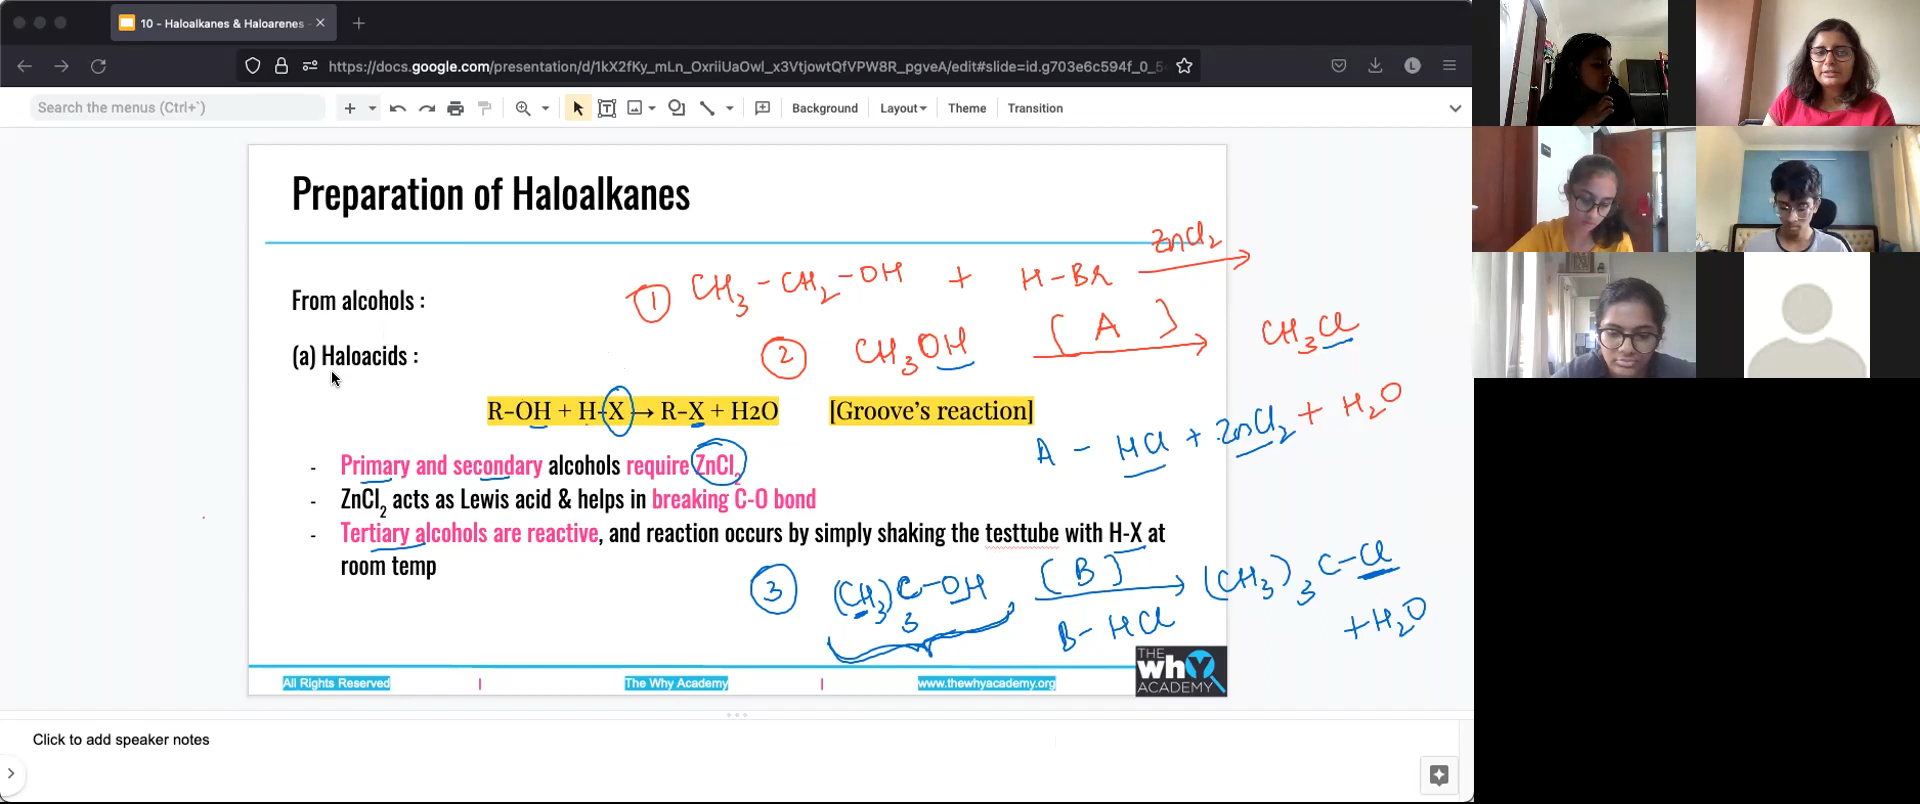 10 - Haloalkanes & Haloarenes -
https://docs.google.com/presentation/d/1kX2fKy_mLn_OxriiUaOwl_x3VtjowtQfVPW8R_pgveA/edit#slide=id.g703e6c594f_0_5
L
Search the menus (Ctrl+`)
Background Layout Theme Transition
Preparation of Haloalkanes
ZnCl2
1 CH3-CH2-OH + H-Br
From alcohols :
2 CH3OH [ A ] CH3Cl
(a) Haloacids :
R-OH + H-X → R-X + H2O [Groove's reaction]
A - HCl + ZnCl2 + H2O
- Primary and secondary alcohols require ZnCl2
- ZnCl2 acts as Lewis acid & helps in breaking C-O bond
- Tertiary alcohols are reactive, and reaction occurs by simply shaking the testtube with H-X at
room temp
3 (CH3)3C-OH [B] (CH3)3C-Cl
B- HCl + H2O
THE
whY
ACADEMY
All Rights Reserved | The Why Academy | www.thewhyacademy.org
Click to add speaker notes